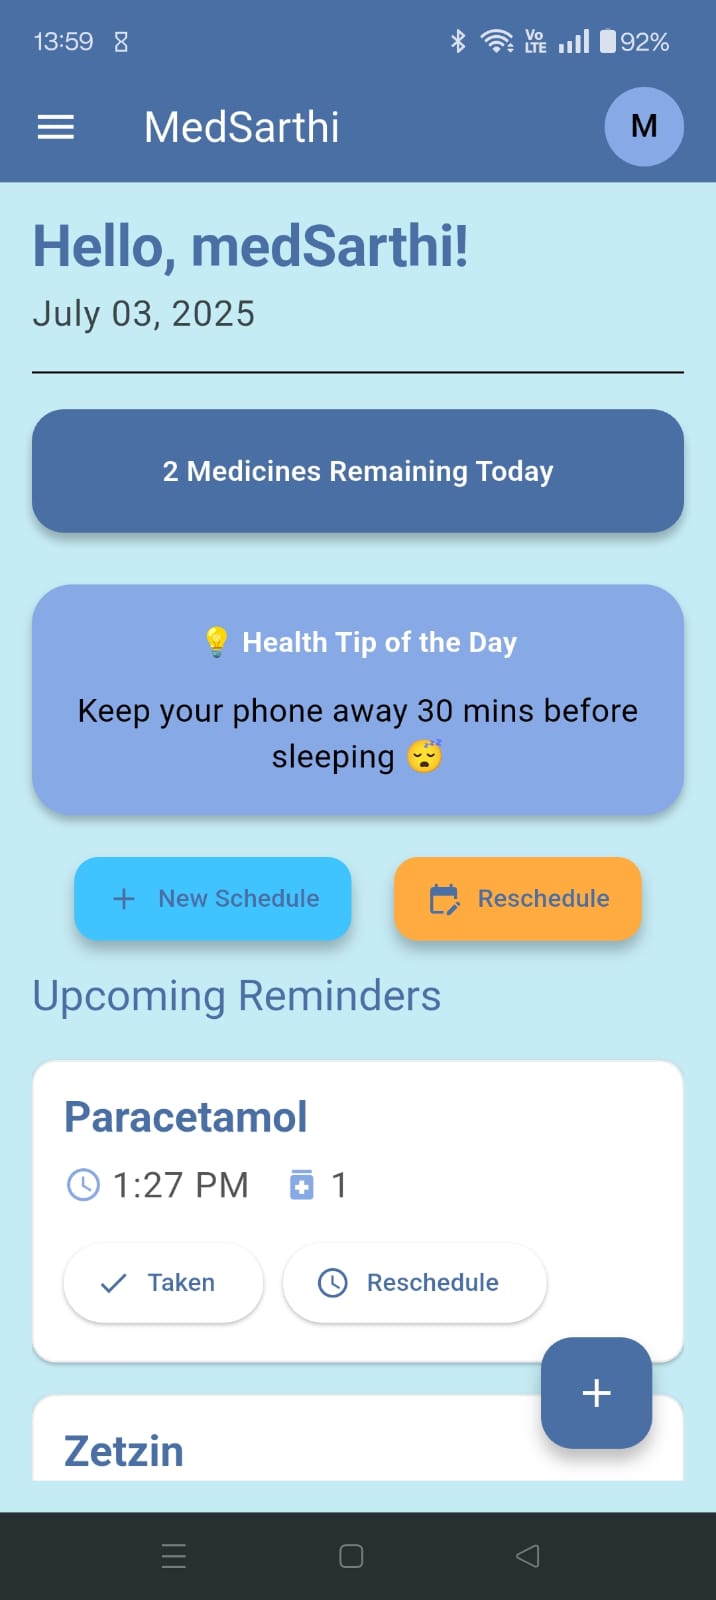 13:59 Vo LTE 92%
MedSarthi M
Hello, medSarthi!
July 03, 2025
2 Medicines Remaining Today
💡 Health Tip of the Day
Keep your phone away 30 mins before
sleeping 😴
+ New Schedule Reschedule
Upcoming Reminders
Paracetamol
1:27 PM 1
Taken Reschedule
+
Zetzin